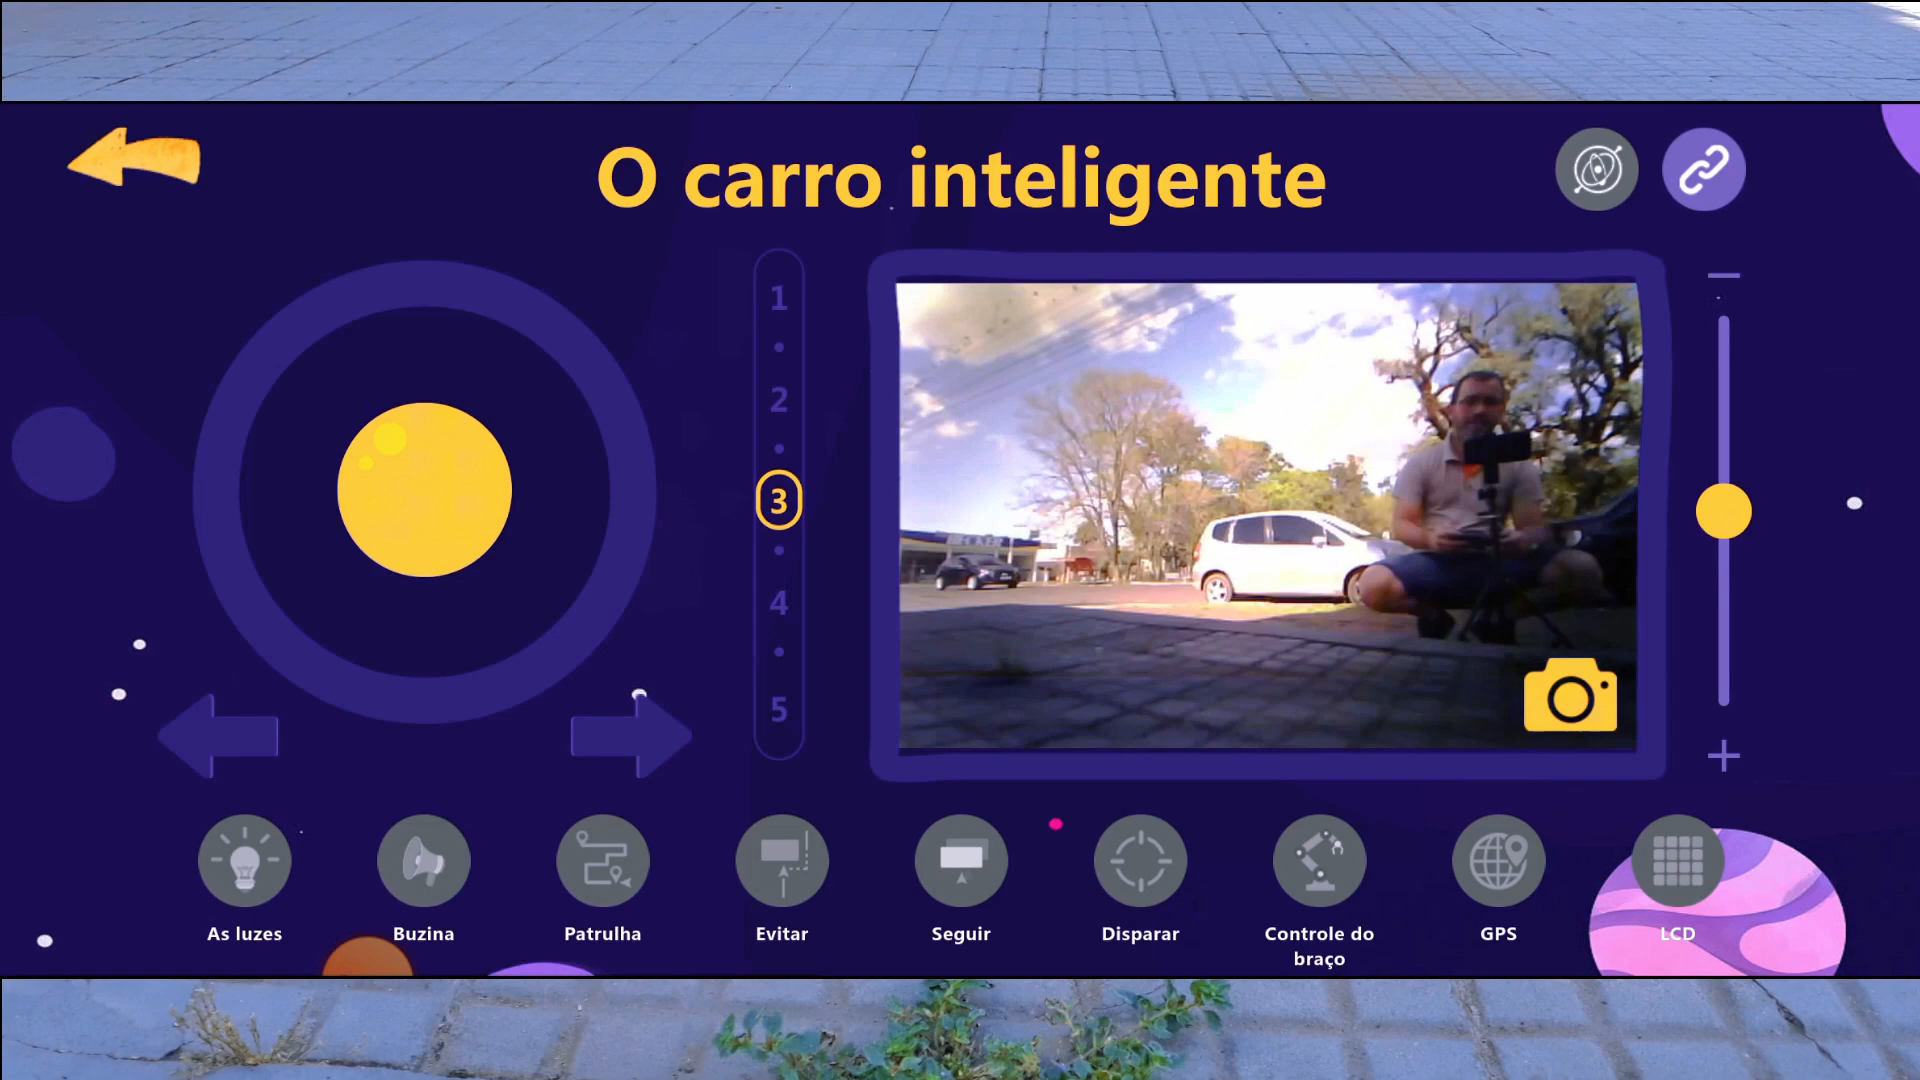 O carro inteligente
1
2
3
4
5
As luzes
Buzina
Patrulha
Evitar
Seguir
Disparar
Controle do
braço
GPS
LCD